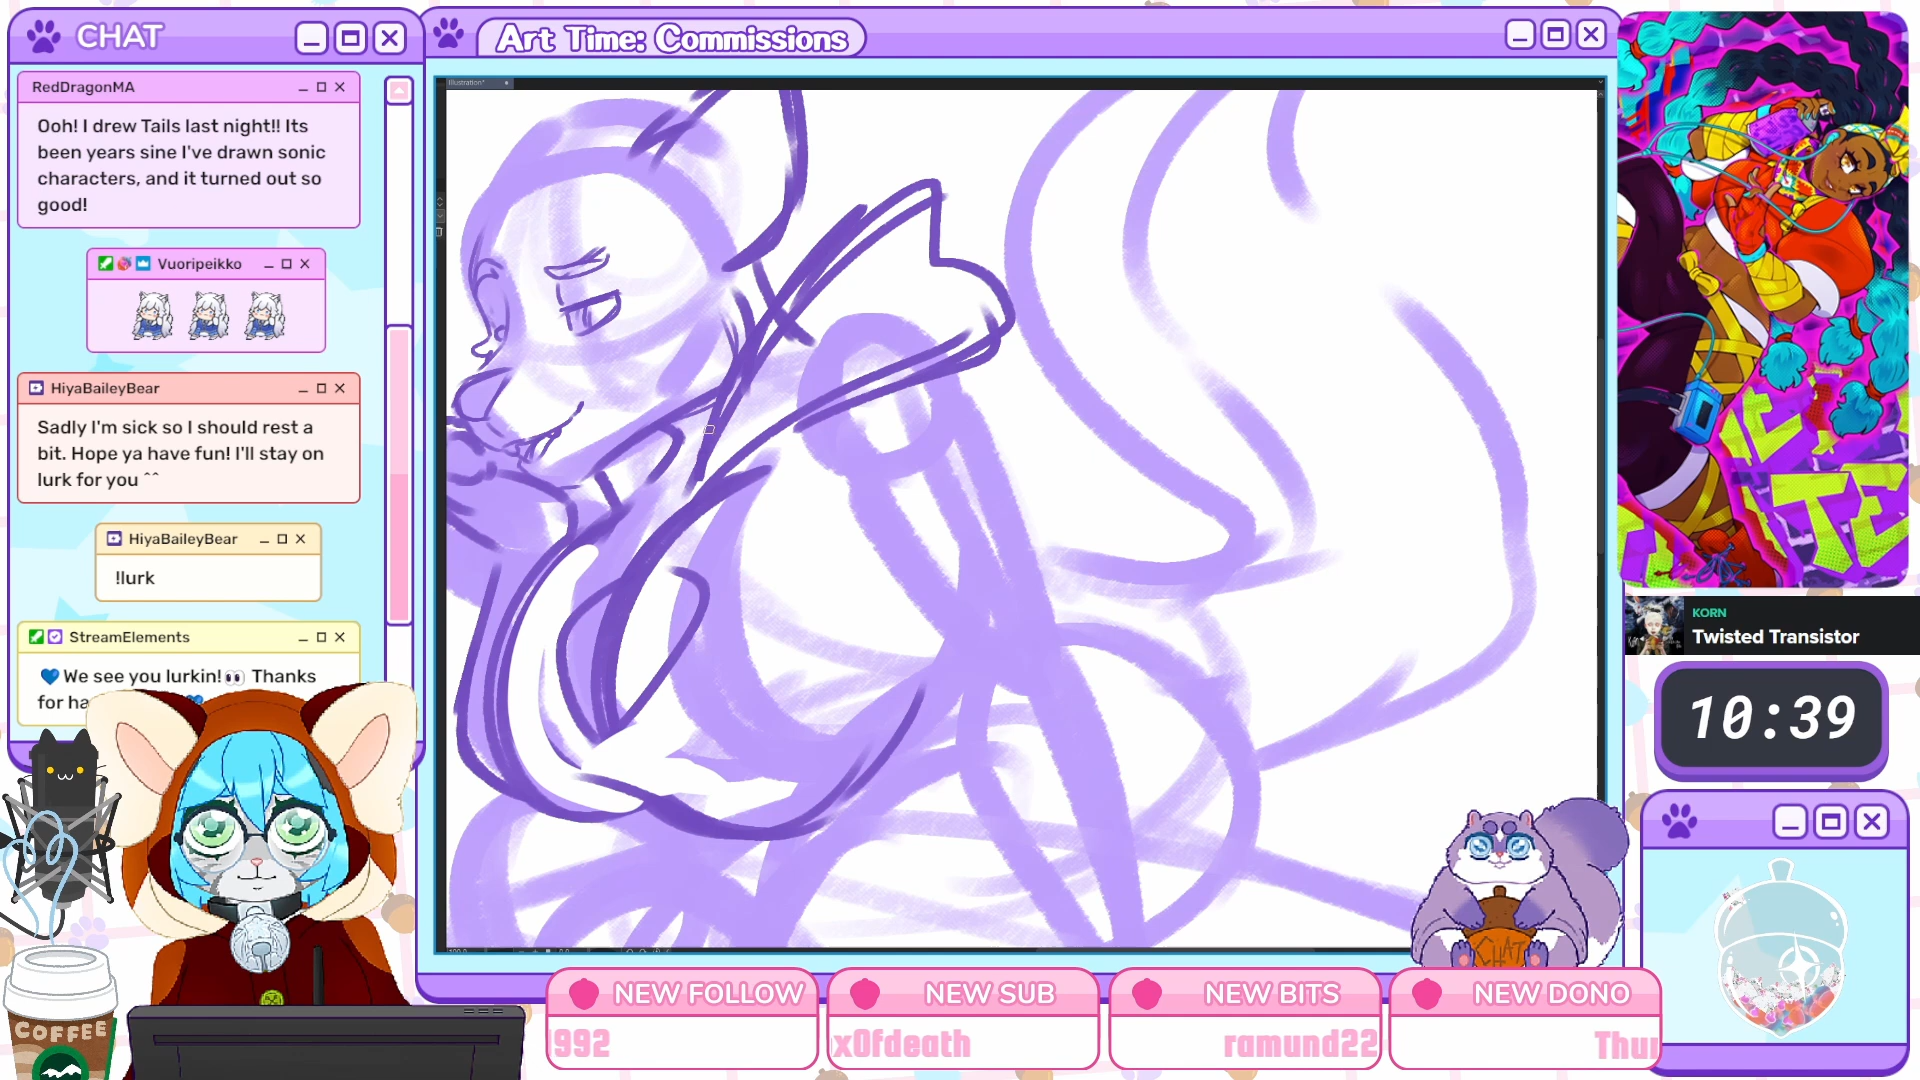 CHAT
Art Time: Commissions
RedDragonMA
Ooh! I drew Tails last night!! Its
been years sine I've drawn sonic
characters, and it turned out so
good!
Vuoripeikko
HiyaBaileyBear
Sadly I'm sick so I should rest a
bit. Hope ya have fun! I'll stay on
lurk for you ^^
HiyaBaileyBear
!lurk
StreamElements
💙We see you lurkin!👀 Thanks
for ha
Illustration*
KORN
Twisted Transistor
10:39
CHAT
COFFEE
NEW FOLLOW
992
NEW SUB
x0fdeath
NEW BITS
ramund22
NEW DONO
Thu